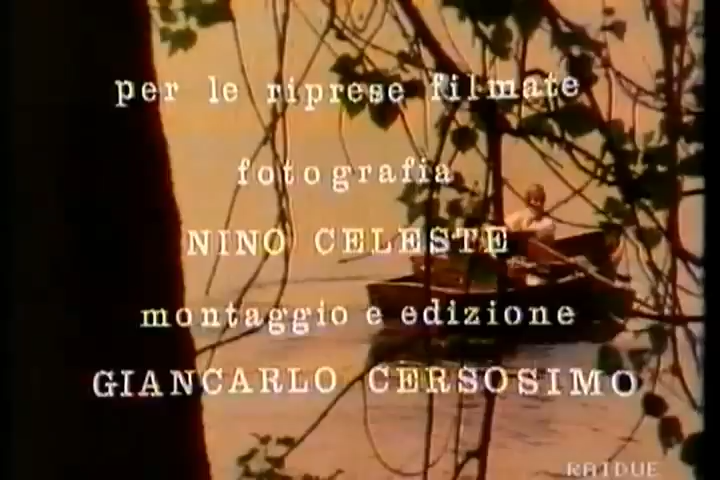 per le riprese filmate
fotografia
NINO CELESTE
montaggio e edizione
GIANCARLO CERSOSIMO
RAIDUE